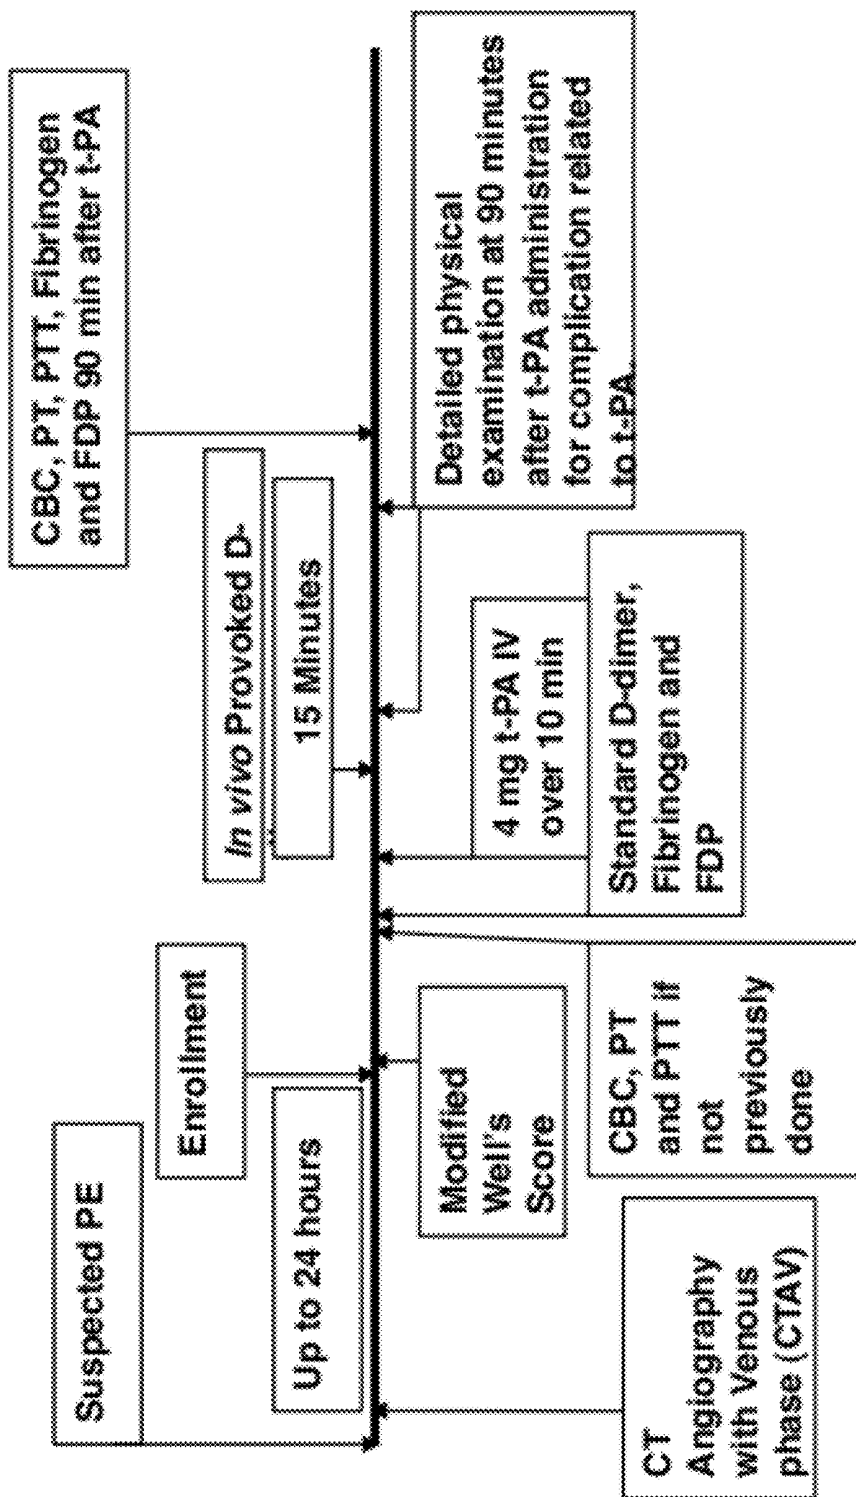 Suspected PE
Enrollment
Up to 24 hours
In vivo Provoked D-
15 Minutes
CBC, PT, PTT, Fibrinogen
and FDP 90 min after t-PA
CT
Angiography
with Venous
phase (CTAV)
Modified
Well's
Score
CBC, PT
and PTT if
not
previously
done
4 mg t-PA IV
over 10 min
Standard D-dimer,
Fibrinogen and
FDP
Detailed physical
examination at 90 minutes
after t-PA administration
for complication related
to t-PA.